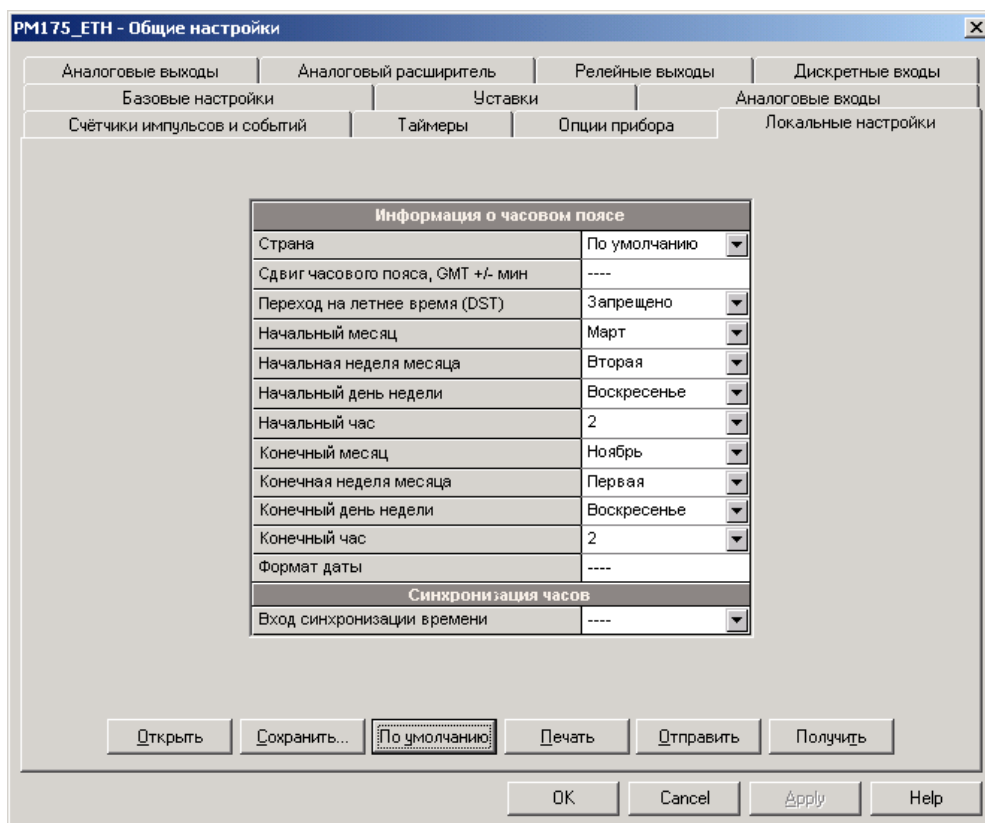 PM175_ETH - Общие настройки
Аналоговые выходы Аналоговый расширитель Релейные выходы Дискретные входы
Базовые настройки Уставки Аналоговые входы
Счётчики импульсов и событий Таймеры Опции прибора Локальные настройки
Информация о часовом поясе
Страна По умолчанию
Сдвиг часового пояса, GMT +/- мин ----
Переход на летнее время (DST) Запрещено
Начальный месяц Март
Начальная неделя месяца Вторая
Начальный день недели Воскресенье
Начальный час 2
Конечный месяц Ноябрь
Конечная неделя месяца Первая
Конечный день недели Воскресенье
Конечный час 2
Формат даты ----
Синхронизация часов
Вход синхронизации времени ----
Открыть Сохранить... По умолчанию Печать Отправить Получить
OK Cancel Apply Help